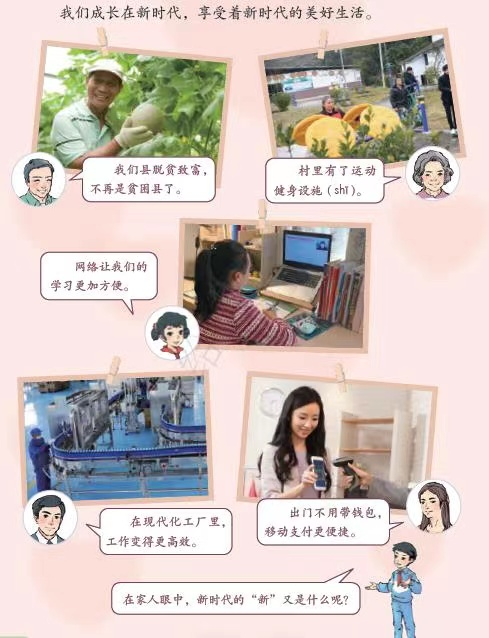 我们成长在新时代，享受着新时代的美好生活。
我们县脱贫致富，
不再是贫困县了。
村里有了运动
健身设施（shī）。
网络让我们的
学习更加方便。
在现代化工厂里，
工作变得更高效。
出门不用带钱包，
移动支付更便捷。
在家人眼中，新时代的“新”又是什么呢？